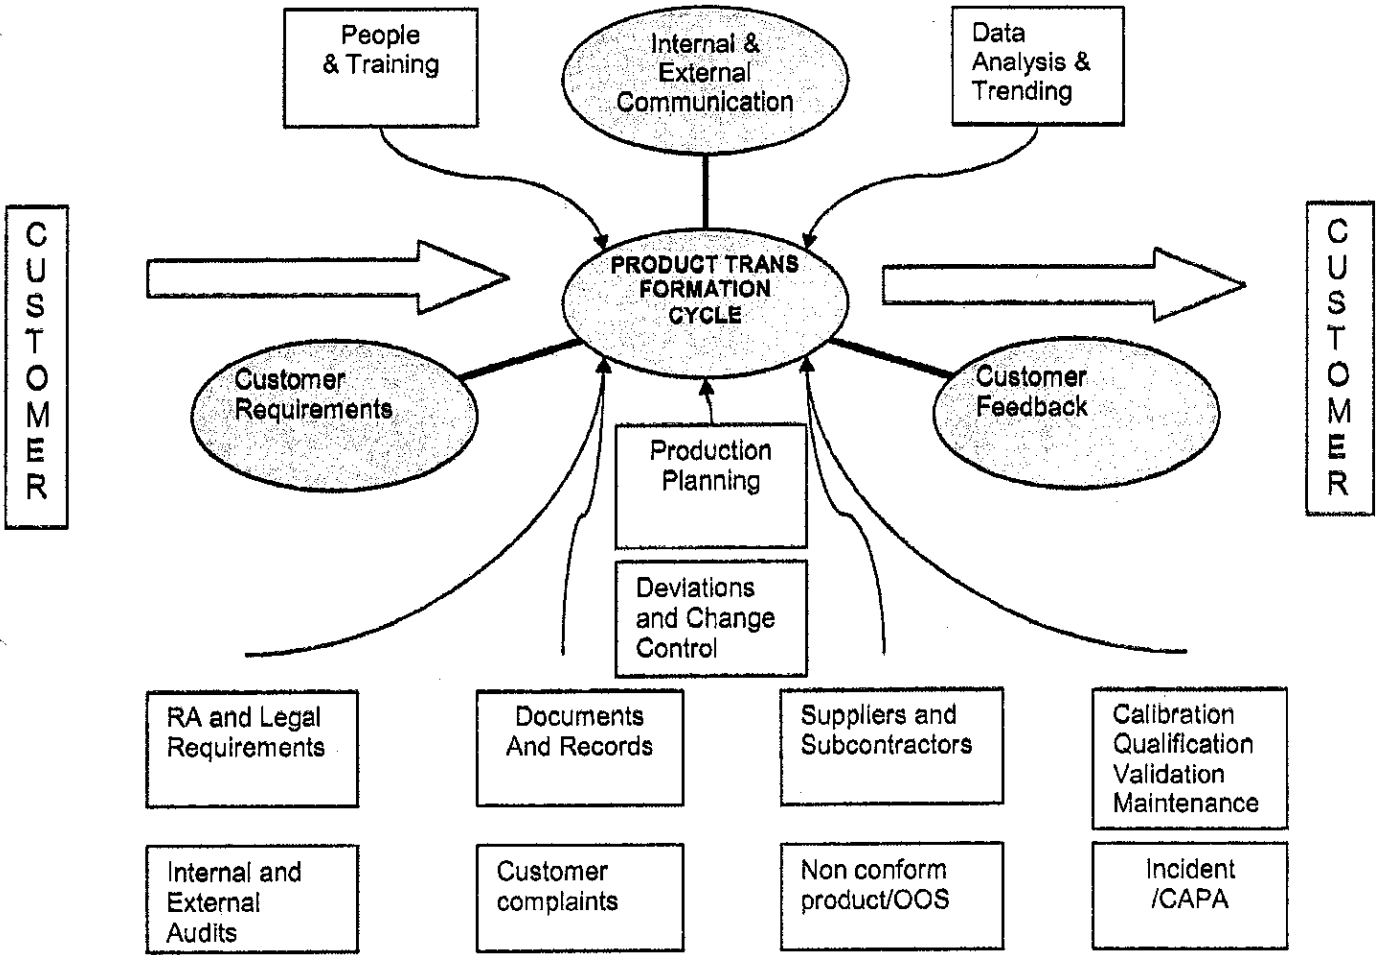 People
& Training
Internal &
External
Communication
Data
Analysis &
Trending
C
U
S
T
O
M
E
R
PRODUCT TRANS
FORMATION
CYCLE
C
U
S
T
O
M
E
R
Customer
Requirements
Customer
Feedback
Production
Planning
Deviations
and Change
Control
RA and Legal
Requirements
Documents
And Records
Suppliers and
Subcontractors
Calibration
Qualification
Validation
Maintenance
Internal and
External
Audits
Customer
complaints
Non conform
product/OOS
Incident
/CAPA